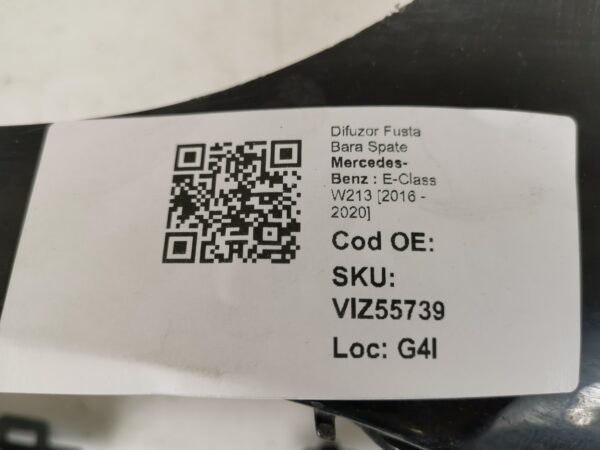 Difuzor Fusta
Bara Spate
Mercedes-
Benz : E-Class
W213 [2016 -
2020]
Cod OE:
SKU:
VIZ55739
Loc: G4I